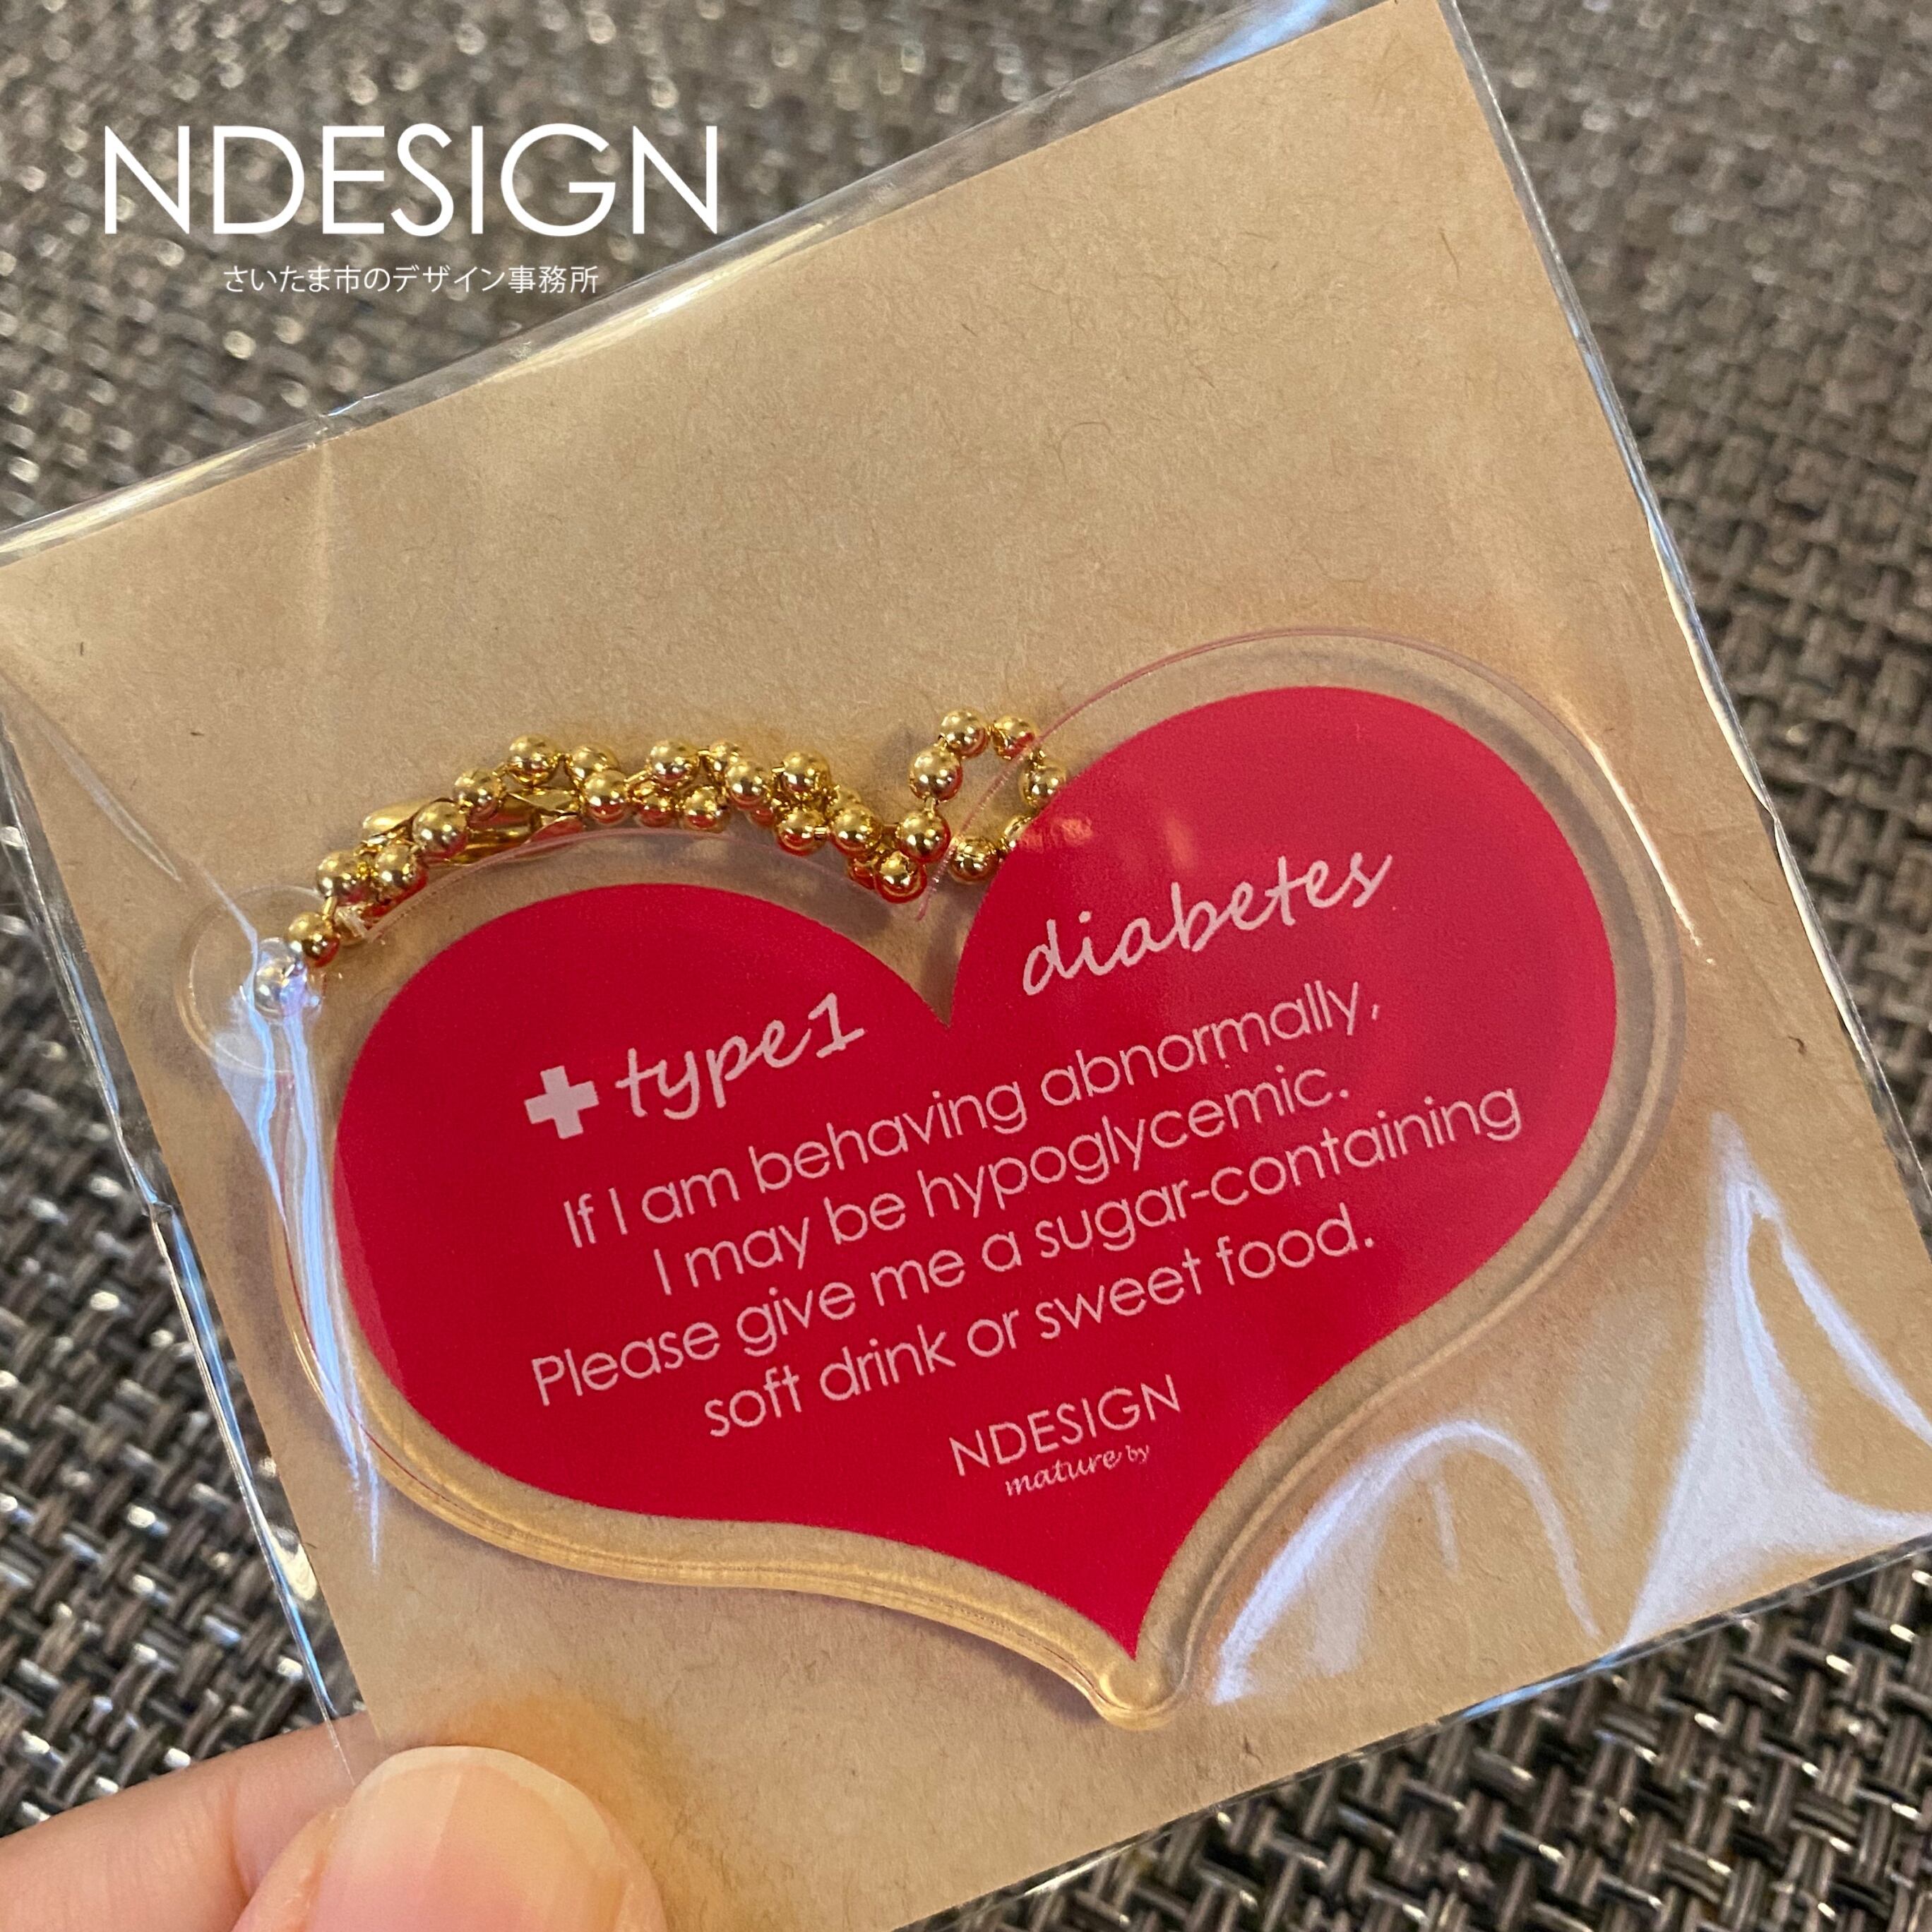 NDESIGN
さいたま市のデザイン事務所
type1 diabetes
If I am behaving abnormally,
I may be hypoglycemic.
Please give me a sugar-containing
soft drink or sweet food.
NDESIGN
mature by